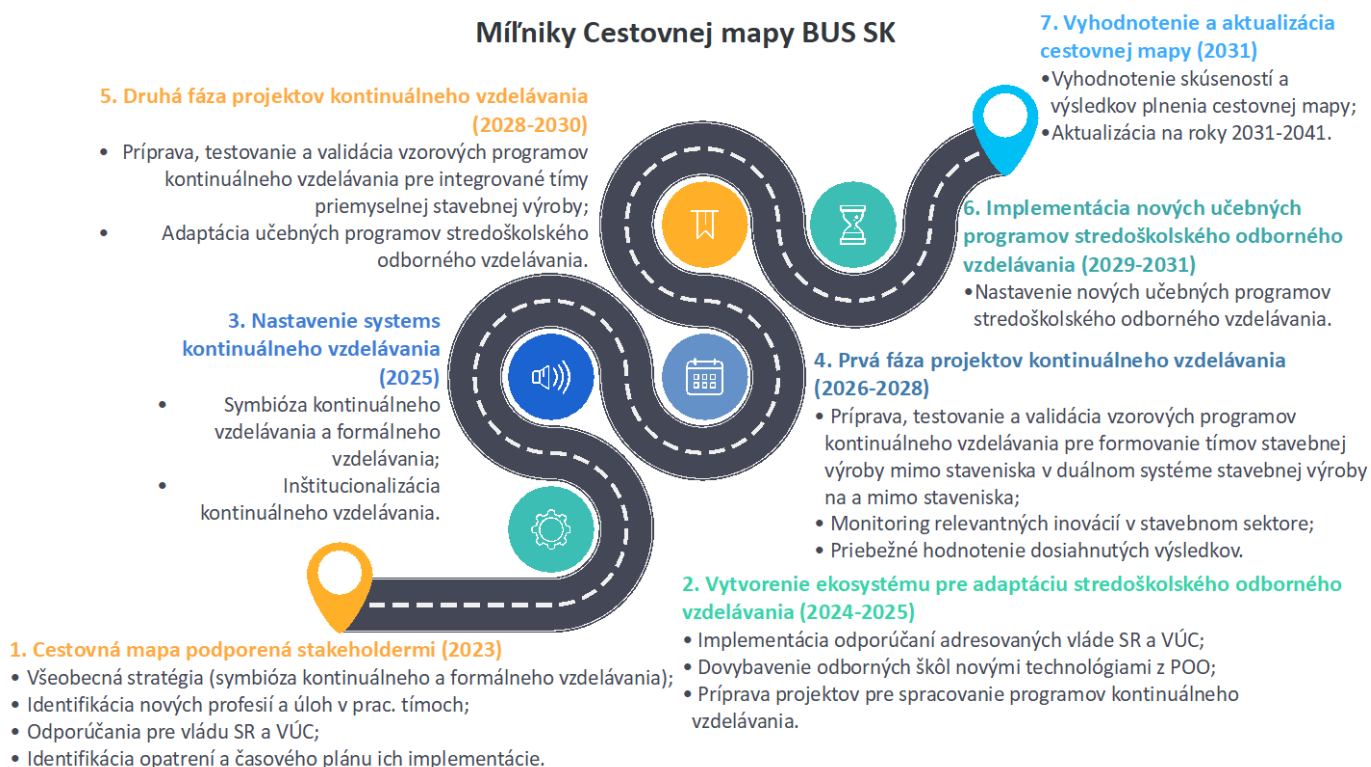 Míľniky Cestovnej mapy BUS SK
1. Cestovná mapa podporená stakeholdermi (2023)
• Všeobecná stratégia (symbióza kontinuálneho a formálneho vzdelávania);
• Identifikácia nových profesií a úloh v prac. tímoch;
• Odporúčania pre vládu SR a VÚC;
• Identifikácia opatrení a časového plánu ich implementácie.
2. Vytvorenie ekosystému pre adaptáciu stredoškolského odborného
vzdelávania (2024-2025)
• Implementácia odporúčaní adresovaných vláde SR a VÚC;
• Dovybavenie odborných škôl novými technológiami z POO;
• Príprava projektov pre spracovanie programov kontinuálneho
vzdelávania.
3. Nastavenie systems
kontinuálneho vzdelávania
(2025)
• Symbióza kontinuálneho
vzdelávania a formálneho
vzdelávania;
• Inštitucionalizácia
kontinuálneho vzdelávania.
4. Prvá fáza projektov kontinuálneho vzdelávania
(2026-2028)
• Príprava, testovanie a validácia vzorových programov
kontinuálneho vzdelávania pre formovanie tímov stavebnej
výroby mimo staveniska v duálnom systéme stavebnej výroby
na a mimo staveniska;
• Monitoring relevantných inovácií v stavebnom sektore;
• Priebežné hodnotenie dosiahnutých výsledkov.
5. Druhá fáza projektov kontinuálneho vzdelávania
(2028-2030)
• Príprava, testovanie a validácia vzorových programov
kontinuálneho vzdelávania pre integrované tímy
priemyselnej stavebnej výroby;
• Adaptácia učebných programov stredoškolského
odborného vzdelávania.
6. Implementácia nových učebných
programov stredoškolského odborného
vzdelávania (2029-2031)
•Nastavenie nových učebných programov
stredoškolského odborného vzdelávania.
7. Vyhodnotenie a aktualizácia
cestovnej mapy (2031)
•Vyhodnotenie skúseností a
výsledkov plnenia cestovnej mapy;
•Aktualizácia na roky 2031-2041.